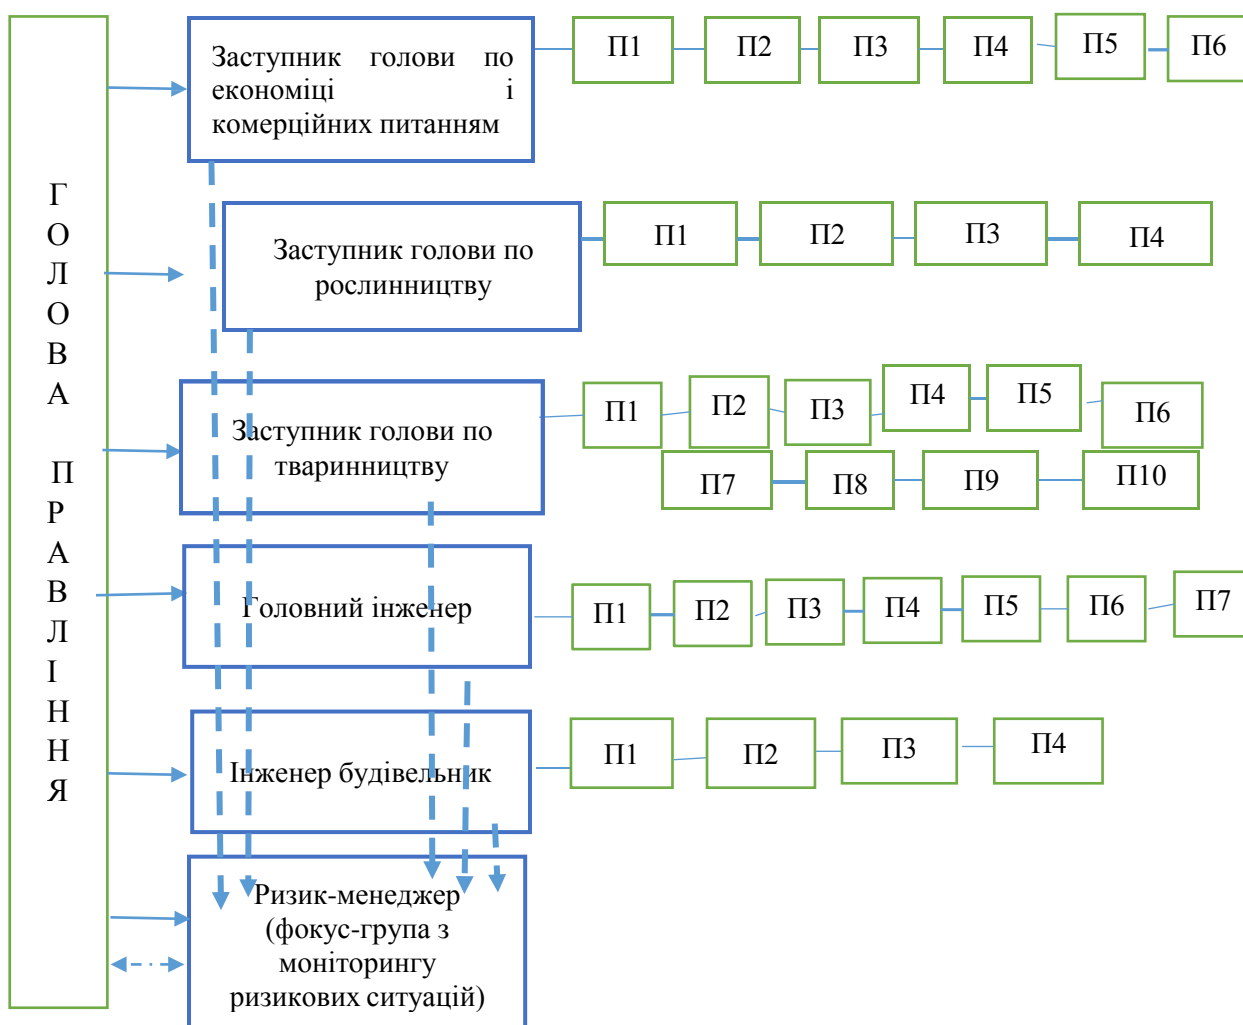 Г
О
Л
О
В
А
П
Р
А
В
Л
І
Н
Н
Я
Заступник голови по
економіці і
комерційних питанням
П1 П2 П3 П4 П5 П6
Заступник голови по
рослинництву
П1 П2 П3 П4
Заступник голови по
тваринництву
П1 П2 П3 П4 П5 П6
П7 П8 П9 П10
Головний інженер
П1 П2 П3 П4 П5 П6 П7
Інженер будівельник
П1 П2 П3 П4
Ризик-менеджер
(фокус-група з
моніторингу
ризикових ситуацій)